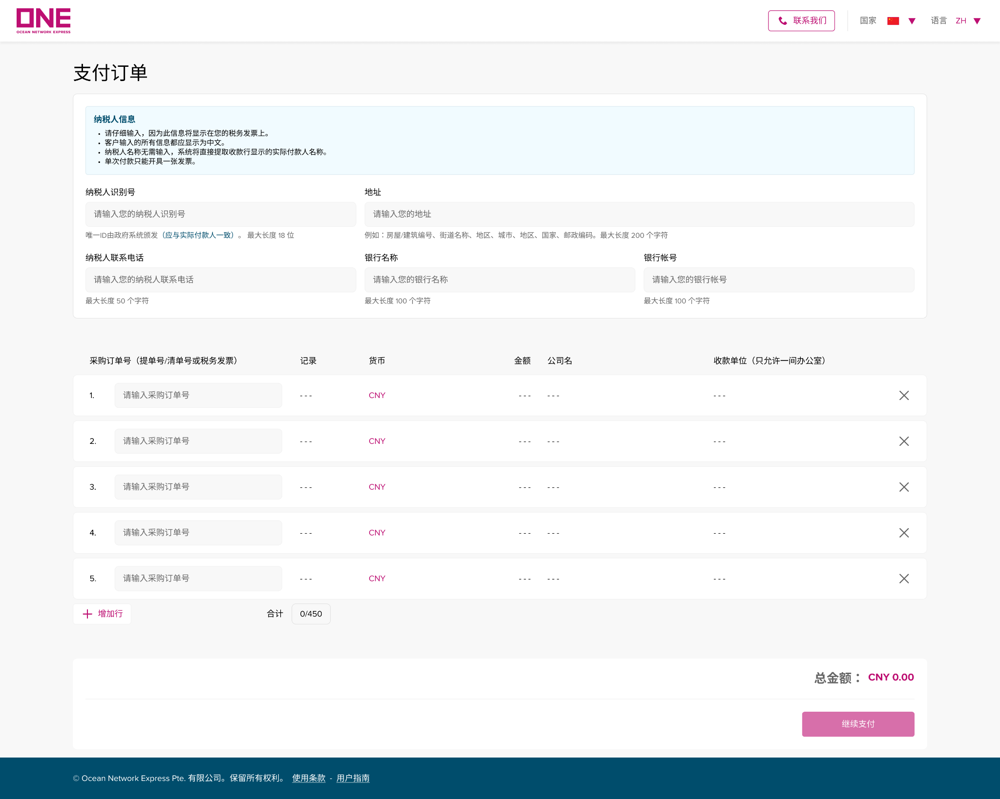 ONE
OCEAN NETWORK EXPRESS
联系我们
国家
语言 ZH
支付订单
纳税人信息
• 请仔细输入，因为此信息将显示在您的税务发票上。
• 客户输入的所有信息都应显示为中文。
• 纳税人名称无需输入，系统将直接提取收款行显示的实际付款人名称。
• 单次付款只能开具一张发票。
纳税人识别号
请输入您的纳税人识别号
唯一ID由政府系统颁发（应与实际付款人一致）。 最大长度 18 位
地址
请输入您的地址
例如：房屋/建筑编号、街道名称、地区、城市、地区、国家、邮政编码。最大长度 200 个字符
纳税人联系电话
请输入您的纳税人联系电话
最大长度 50 个字符
银行名称
请输入您的银行名称
最大长度 100 个字符
银行帐号
请输入您的银行帐号
最大长度 100 个字符
采购订单号（提单号/清单号或税务发票） 记录 货币 金额 公司名 收款单位（只允许一间办公室）
1. 请输入采购订单号 - - - CNY - - - - - - - - -
2. 请输入采购订单号 - - - CNY - - - - - - - - -
3. 请输入采购订单号 - - - CNY - - - - - - - - -
4. 请输入采购订单号 - - - CNY - - - - - - - - -
5. 请输入采购订单号 - - - CNY - - - - - - - - -
增加行 合计 0/450
总金额： CNY 0.00
继续支付
© Ocean Network Express Pte. 有限公司。保留所有权利。 使用条款 - 用户指南